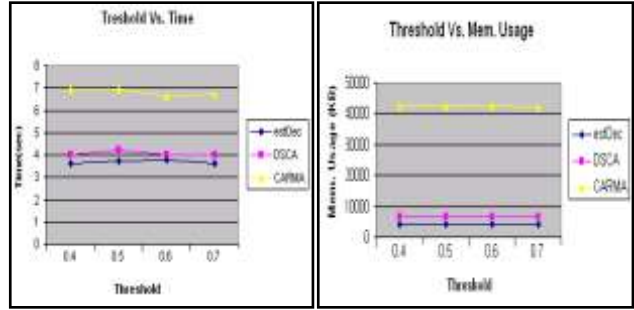 Treshold Vs. Time
8
7
6
5
4
3
2
1
0
Time(sec)
0.4 0.5 0.6 0.7
Threshold
estDec
DSCA
CARMA
Threshold Vs. Mem. Usage
50000
40000
30000
20000
10000
0
Mem. Usage (KB)
0.4 0.5 0.6 0.7
Threshold
estDec
DSCA
CARMA